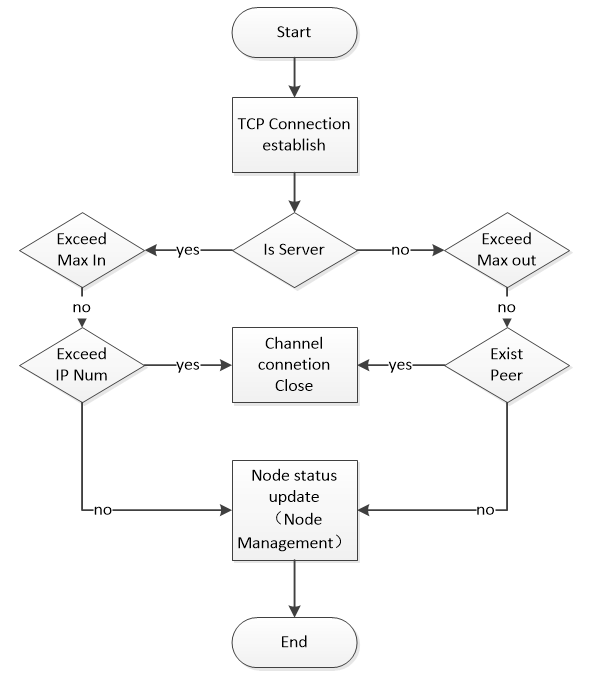 Start
TCP Connection
establish
Exceed
Max In
yes
Is Server
no
Exceed
Max out
no
no
Exceed
IP Num
yes
Channel
connetion
Close
yes
Exist
Peer
Node status
update
（Node
Management）
no
no
End